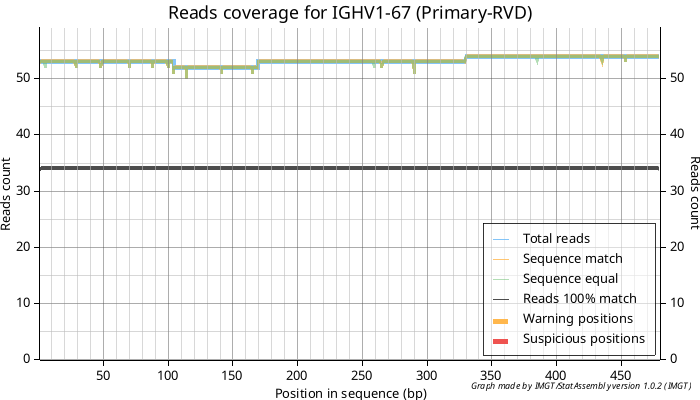 Reads coverage for IGHV1-67 (Primary-RVD)
50
50
40
40
30
30
20
20
10
10
0
0
Reads count
Reads count
Total reads
Sequence match
Sequence equal
Reads 100% match
Warning positions
Suspicious positions
50 100 150 200 250 300 350 400 450
Position in sequence (bp)
Graph made by IMGT/StatAssembly version 1.0.2 (IMGT)